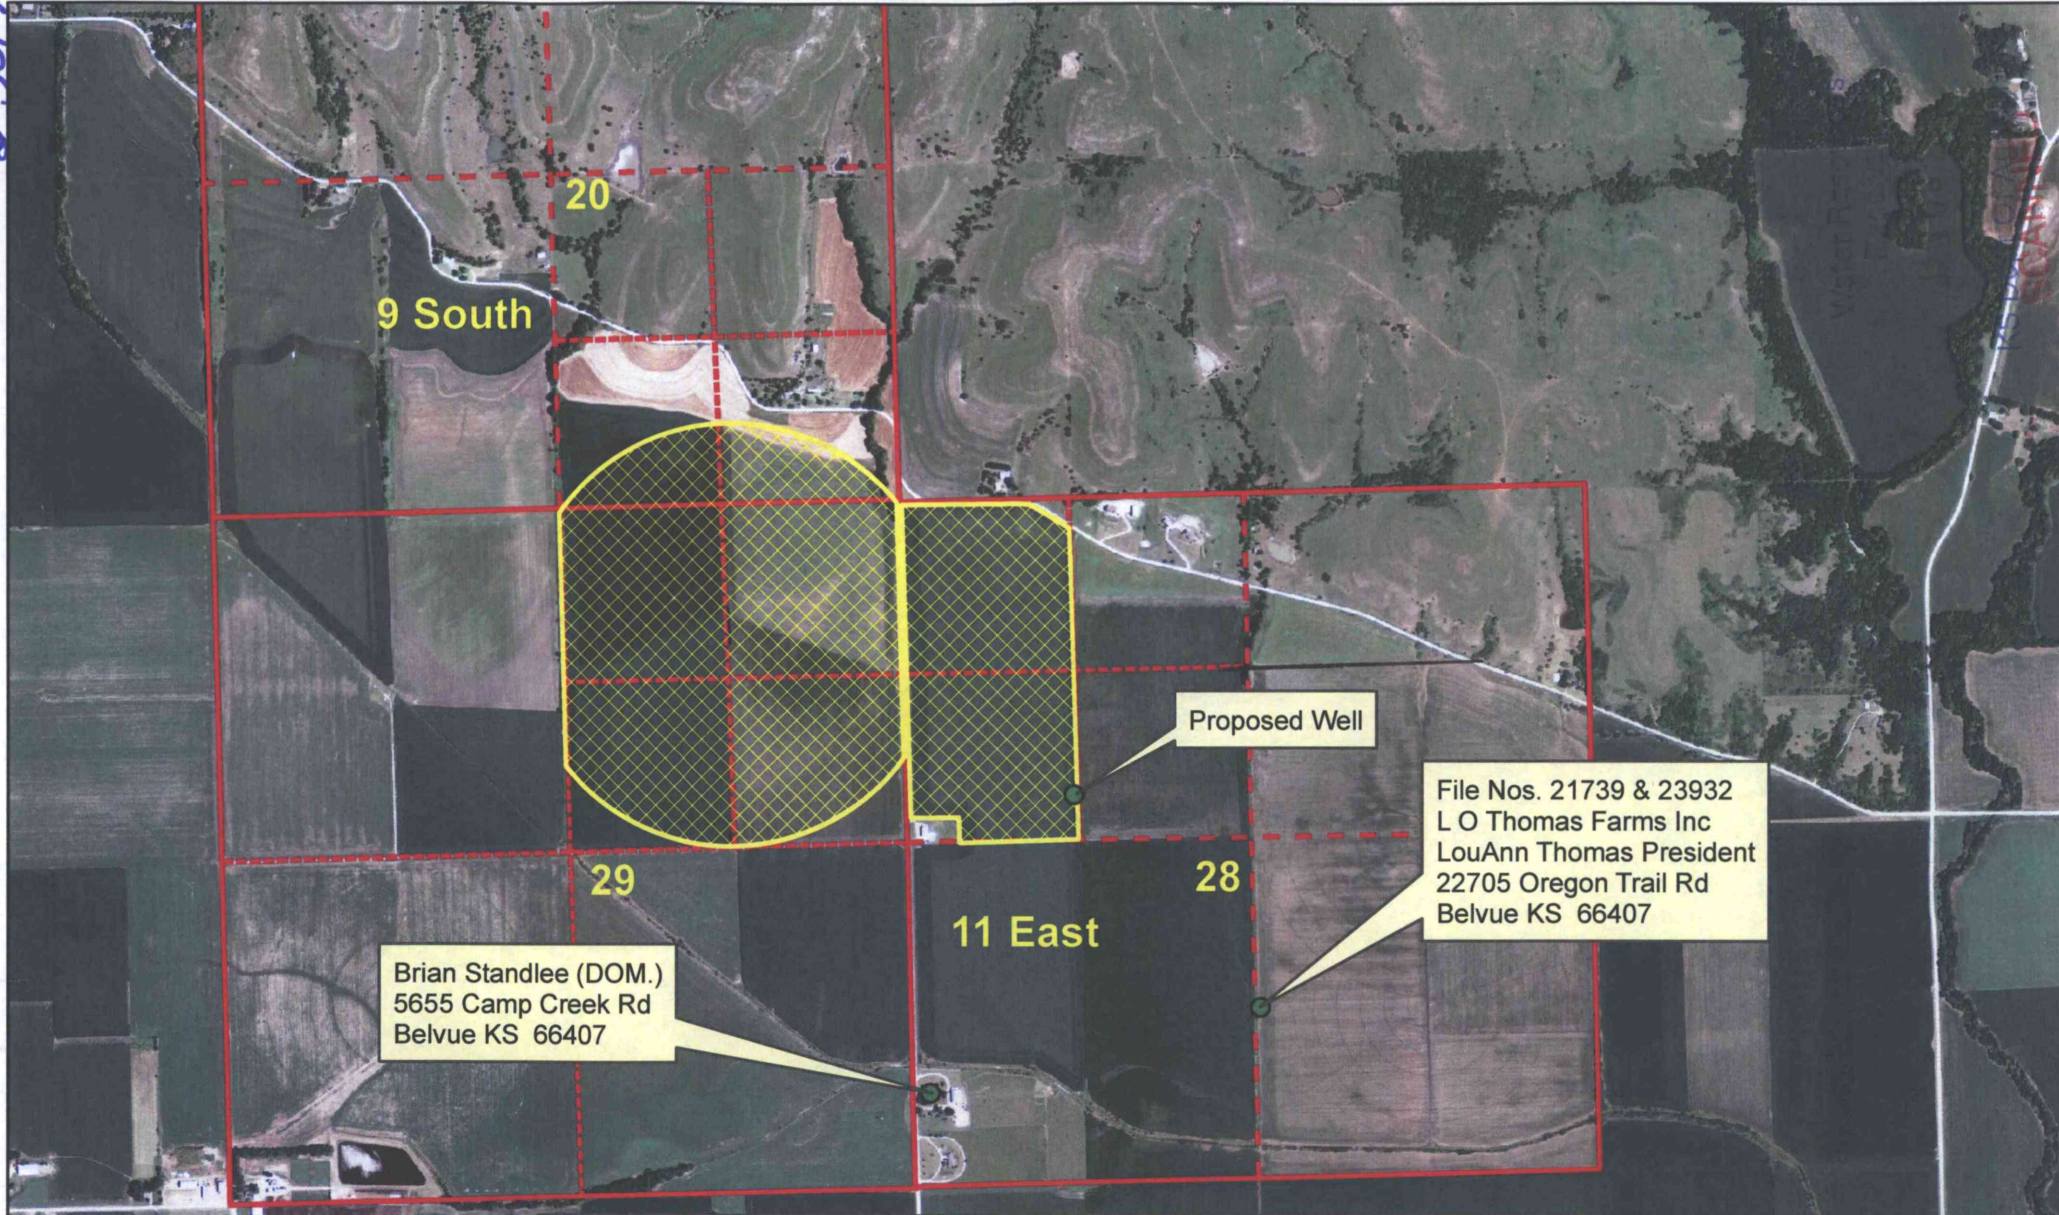 20
9 South
Proposed Well
File Nos. 21739 & 23932
L O Thomas Farms Inc
LouAnn Thomas President
22705 Oregon Trail Rd
Belvue KS 66407
29
28
11 East
Brian Standlee (DOM.)
5655 Camp Creek Rd
Belvue KS 66407
SCANNED